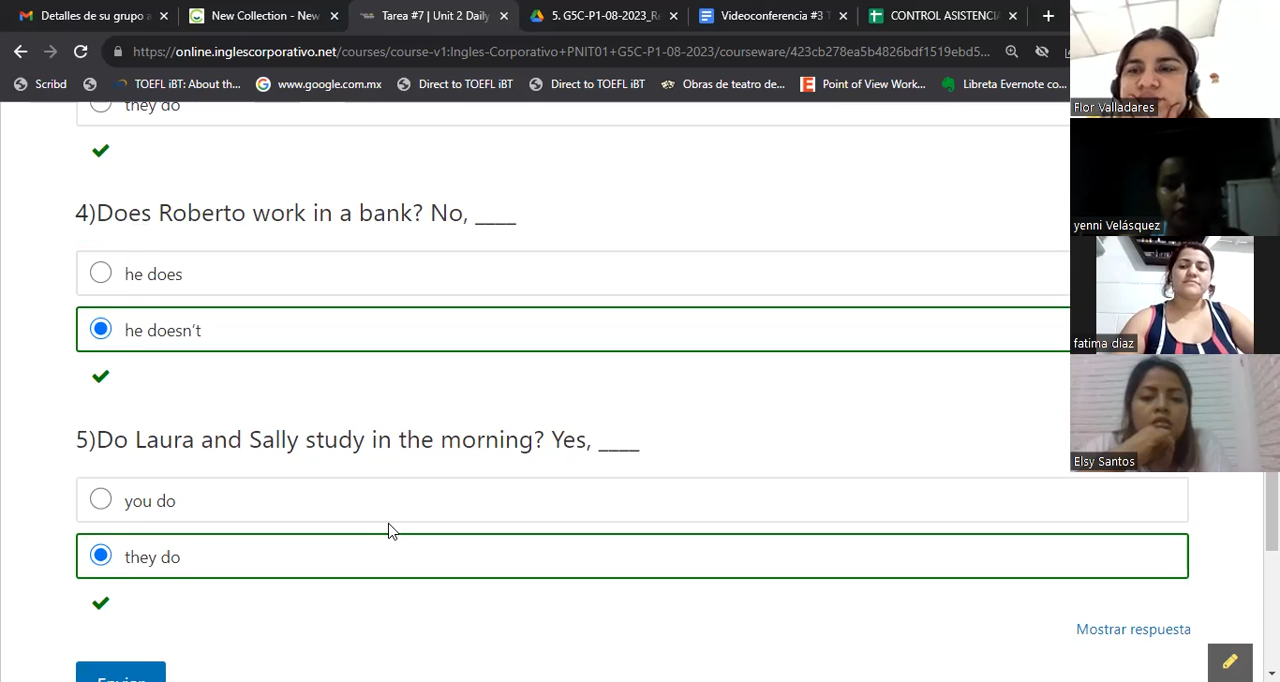 Detalles de su grupo a
New Collection - New
Tarea #7 | Unit 2 Daily
5. G5C-P1-08-2023_R
Videoconferencia #3 T
CONTROL ASISTENCIA
https://online.inglescorporativo.net/courses/course-v1:Ingles-Corporativo+PNIT01+G5C-P1-08-2023/courseware/423cb278ea5b4826bdf1519ebd5...
Scribd
TOEFL iBT: About th...
www.google.com.mx
Direct to TOEFL iBT
Direct to TOEFL iBT
Obras de teatro de...
Point of View Work...
Libreta Evernote co...
they do
4)Does Roberto work in a bank? No, ____
he does
he doesn't
5)Do Laura and Sally study in the morning? Yes, ____
you do
they do
Mostrar respuesta
Enviar
Flor Valladares
yenni Velásquez
fatima diaz
Elsy Santos